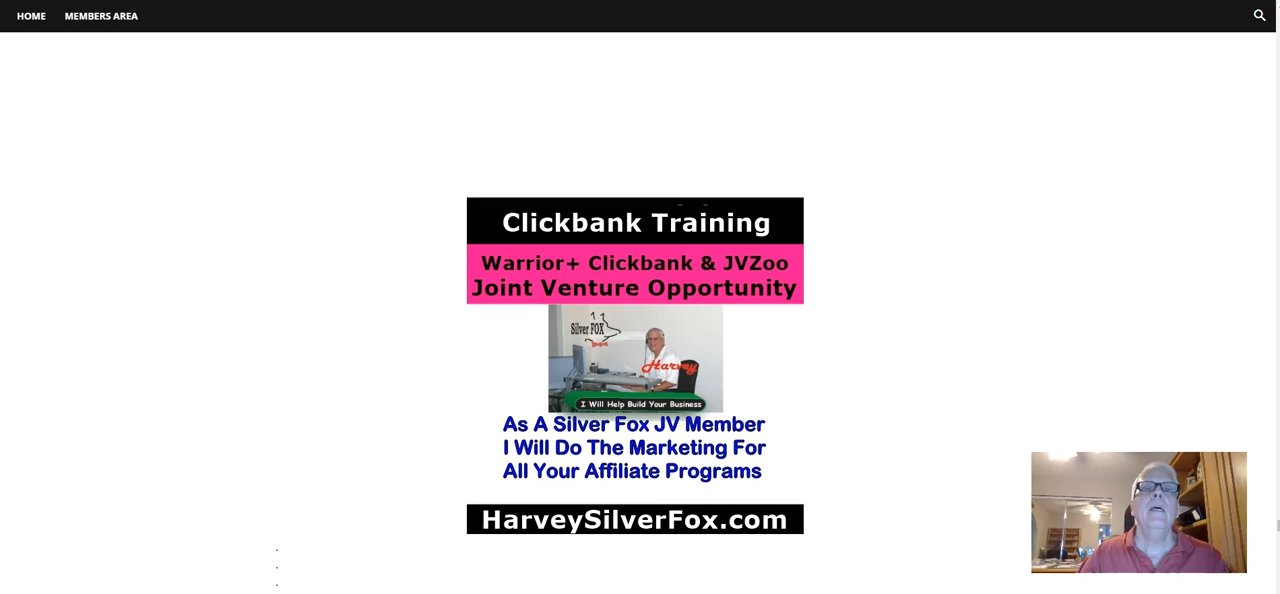 HOME MEMBERS AREA
Clickbank Training
Warrior+ Clickbank & JVZoo
Joint Venture Opportunity
Silver FOX
Harvey
I Will Help Build Your Business
As A Silver Fox JV Member
I Will Do The Marketing For
All Your Affiliate Programs
HarveySilverFox.com
.
.
.